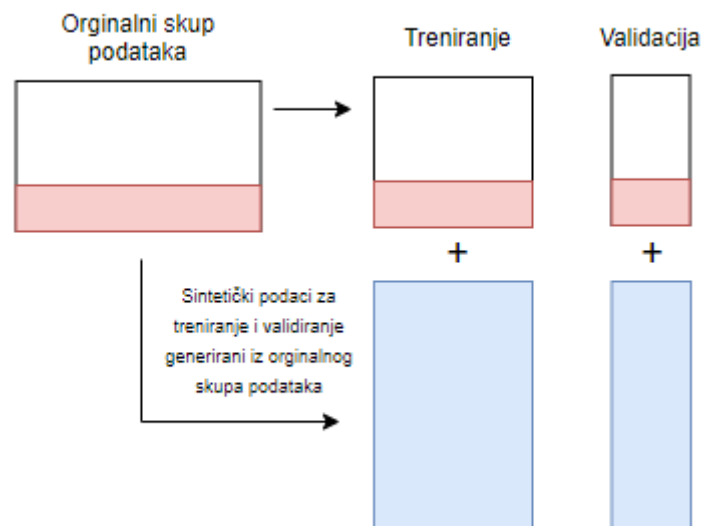 Orginalni skup
podataka
Treniranje
Validacija
+
+
Sintetički podaci za
treniranje i validiranje
generirani iz orginalnog
skupa podataka